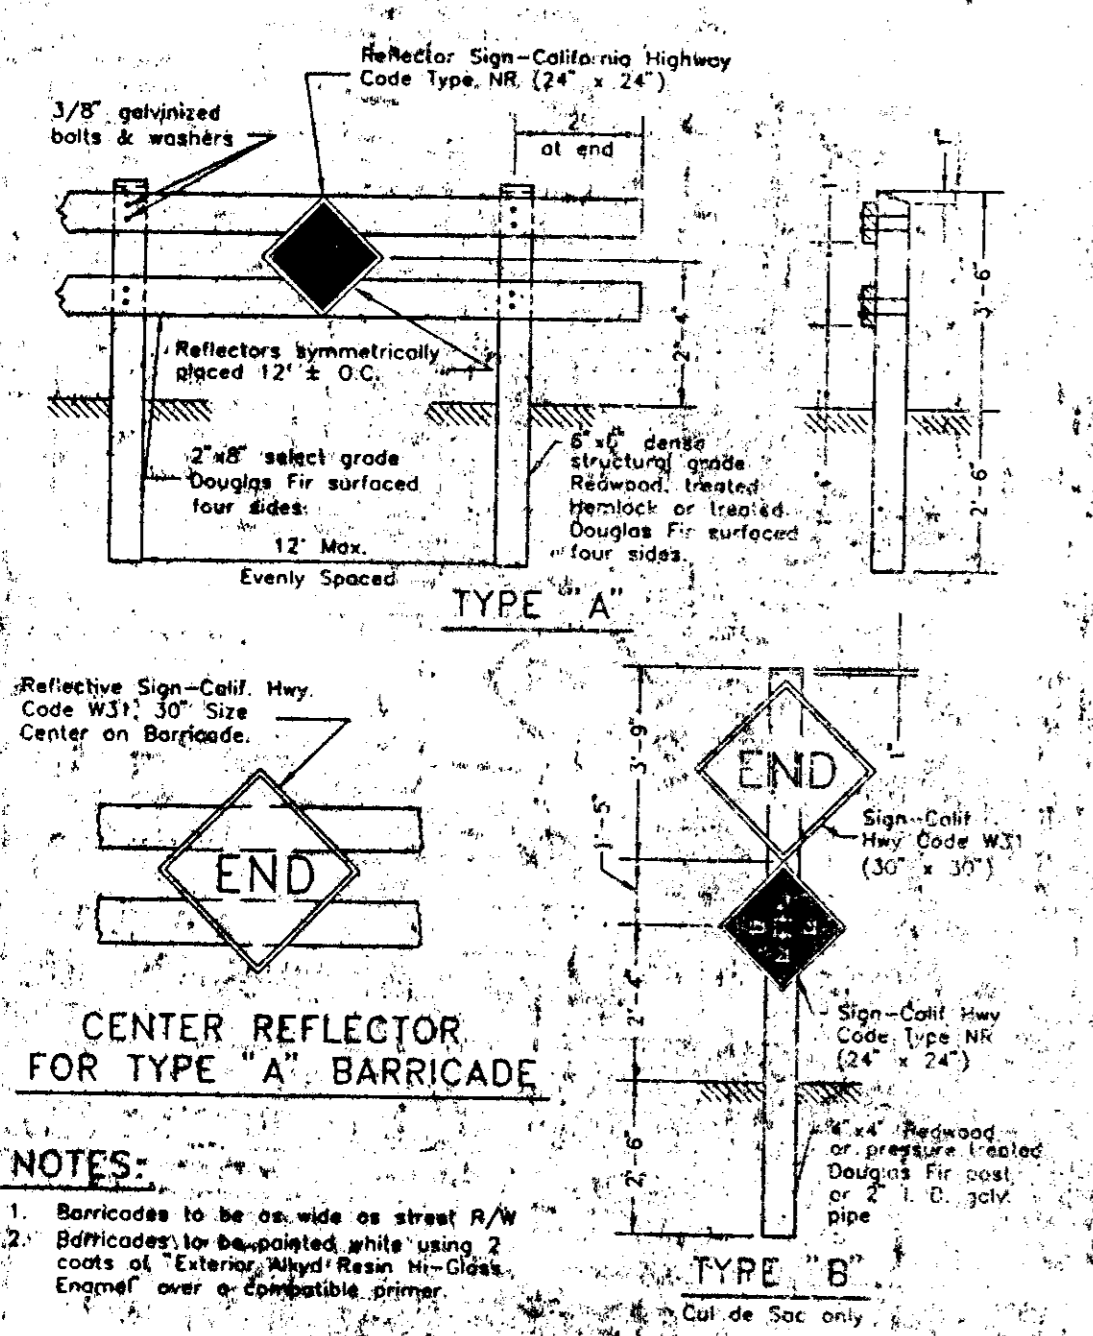 Reflector Sign-California Highway
Code Type NR (24" x 24")
3/8" galvinized
bolts & washers
2'
at end
1"
1'
3'-6"
2'-4"
Reflectors symmetrically
placed 12' ± O.C.
2"x8" select grade
Douglas Fir surfaced
four sides.
6"x6" dense
structural grade
Redwood, treated
Hemlock or treated
Douglas Fir surfaced
four sides.
2'-6"
12' Max.
Evenly Spaced
TYPE "A"
Reflective Sign-Calif. Hwy.
Code W31, 30" Size
Center on Barricade.
END
CENTER REFLECTOR
FOR TYPE "A" BARRICADE
3'-9"
1"
END
1'-5"
Sign-Calif
Hwy Code W31
(30" x 30")
2'-4"
Sign-Calif Hwy
Code Type NR
(24" x 24")
2'-6"
4"x4" Redwood
or pressure treated
Douglas Fir post
or 2" I. D. galv.
pipe
TYPE "B"
Cul de Sac only
NOTES:
1. Barricades to be as wide as street R/W
2. Barricades to be painted white using 2
coats of "Exterior Alkyd Resin Hi-Gloss
Enamel" over a compatible primer.